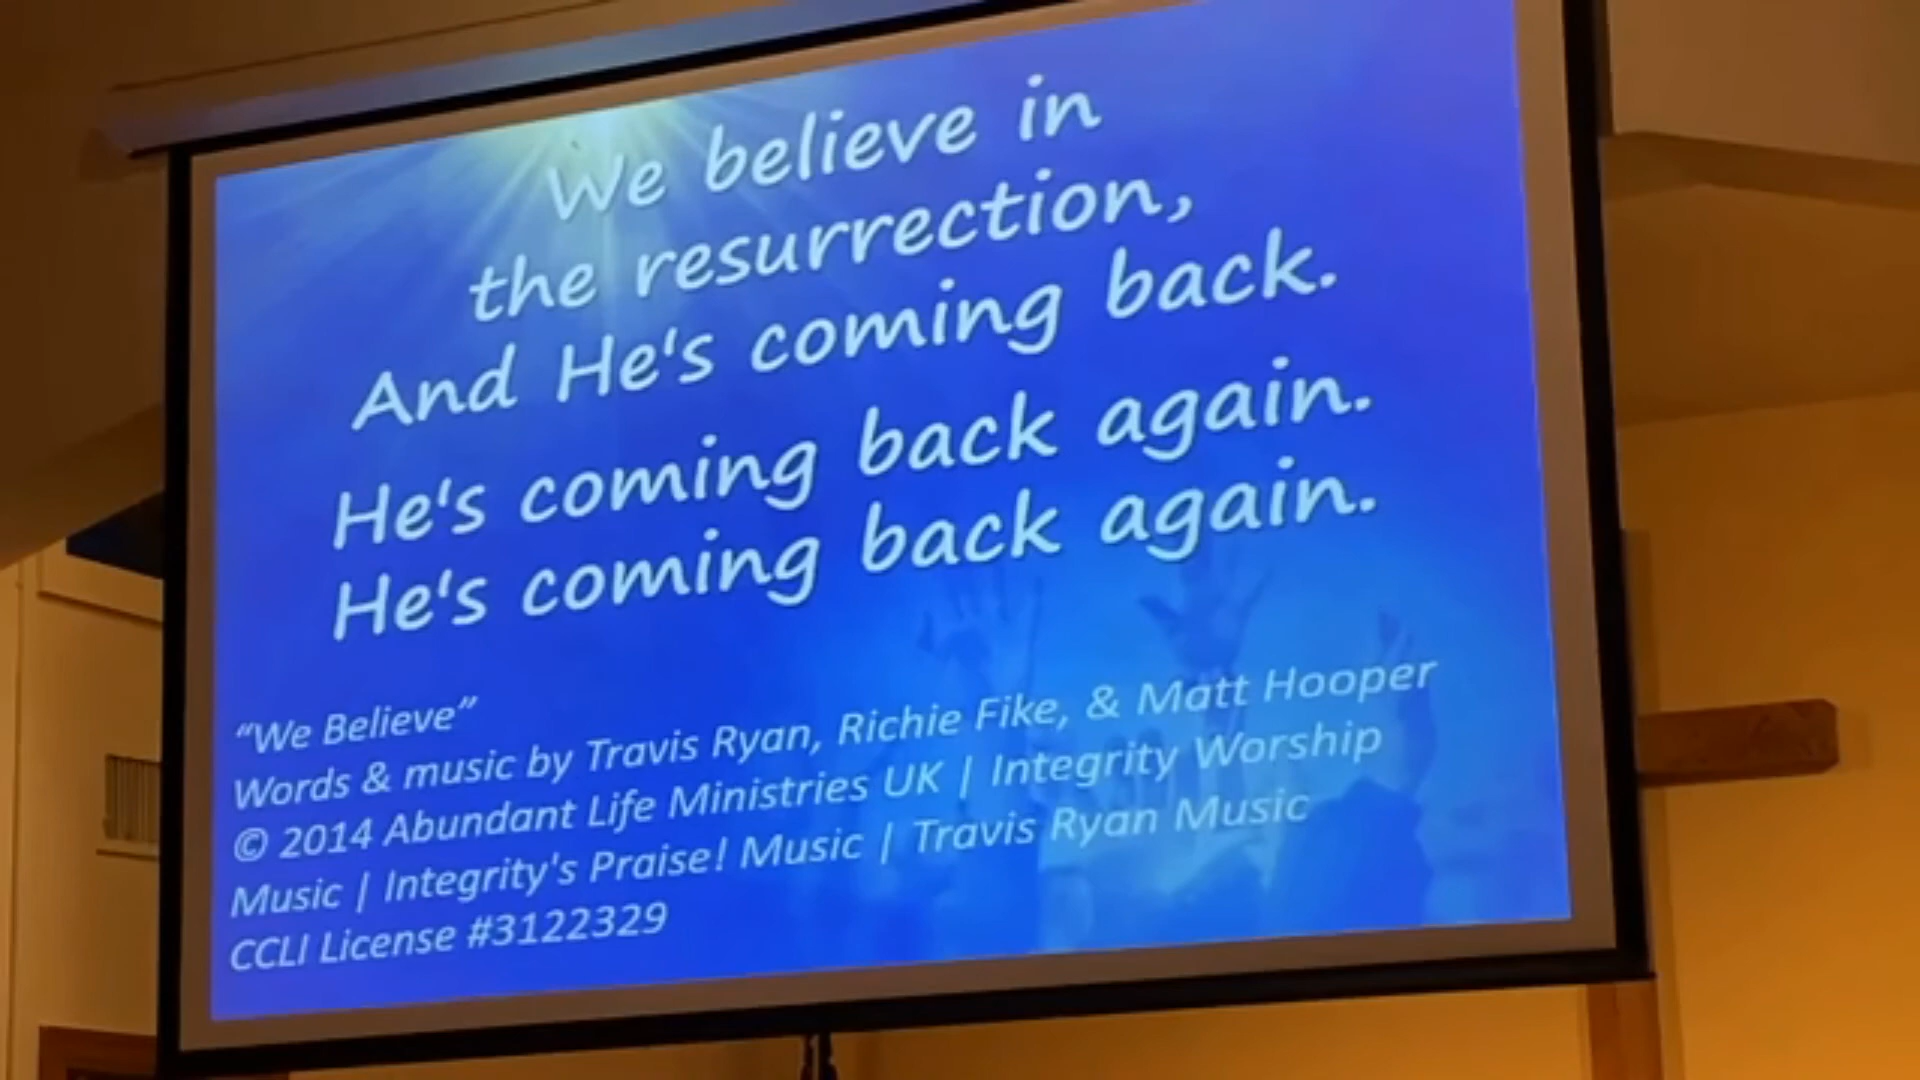 We believe in
the resurrection,
And He's coming back.
He's coming back again.
He's coming back again.
“We Believe”
Words & music by Travis Ryan, Richie Fike, & Matt Hooper
© 2014 Abundant Life Ministries UK | Integrity Worship
Music | Integrity's Praise! Music | Travis Ryan Music
CCLI License #3122329